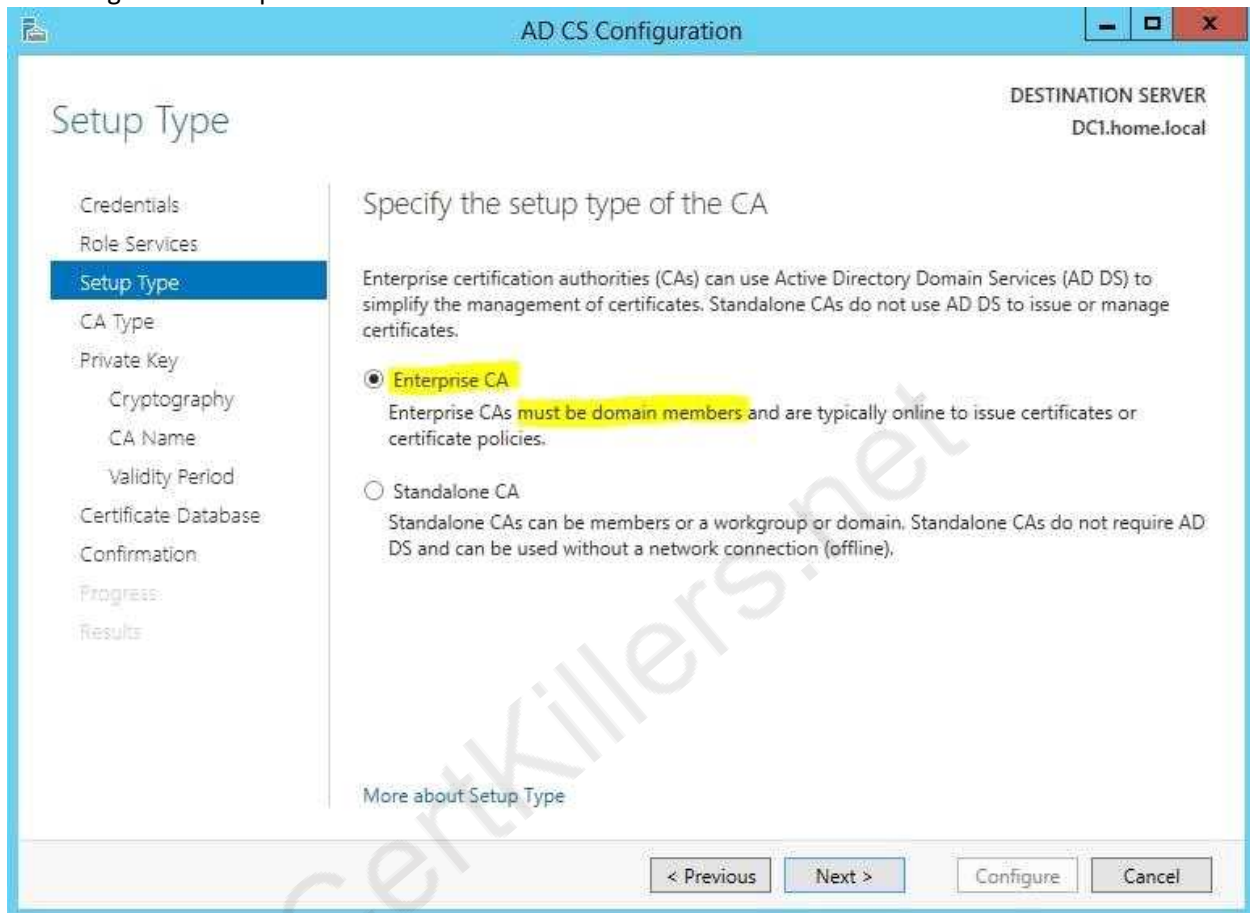 AD CS Configuration
Setup Type
DESTINATION SERVER
DC1.home.local
Credentials
Role Services
Setup Type
CA Type
Private Key
Cryptography
CA Name
Validity Period
Certificate Database
Confirmation
Progress
Results
Specify the setup type of the CA
Enterprise certification authorities (CAs) can use Active Directory Domain Services (AD DS) to
simplify the management of certificates. Standalone CAs do not use AD DS to issue or manage
certificates.
Enterprise CA
Enterprise CAs must be domain members and are typically online to issue certificates or
certificate policies.
Standalone CA
Standalone CAs can be members or a workgroup or domain. Standalone CAs do not require AD
DS and can be used without a network connection (offline).
More about Setup Type
< Previous
Next >
Configure
Cancel
CertKillers.net